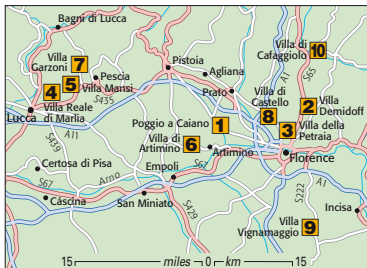 Bagni di Lucca
Villa di
Cafaggiolo
10
Villa
Garzoni
7
Pistoia
A1
S65
Pescia
Agliana
5
Villa Mansi
4
Prato
Villa di
Castello
2
Villa
Demidoff
S435
Villa Reale
di Marlia
Lucca
8
Poggio a Caiano
1
3
Villa della
Petraia
A11
Villa di
Artimino
6
Artimino
Florence
S439
Certosa di Pisa
Empoli
S67
S67
Arno
S222
A1
Cáscina
San Miniato
S429
Incisa
Villa
Vignamaggio
9
15
miles
0
km
15